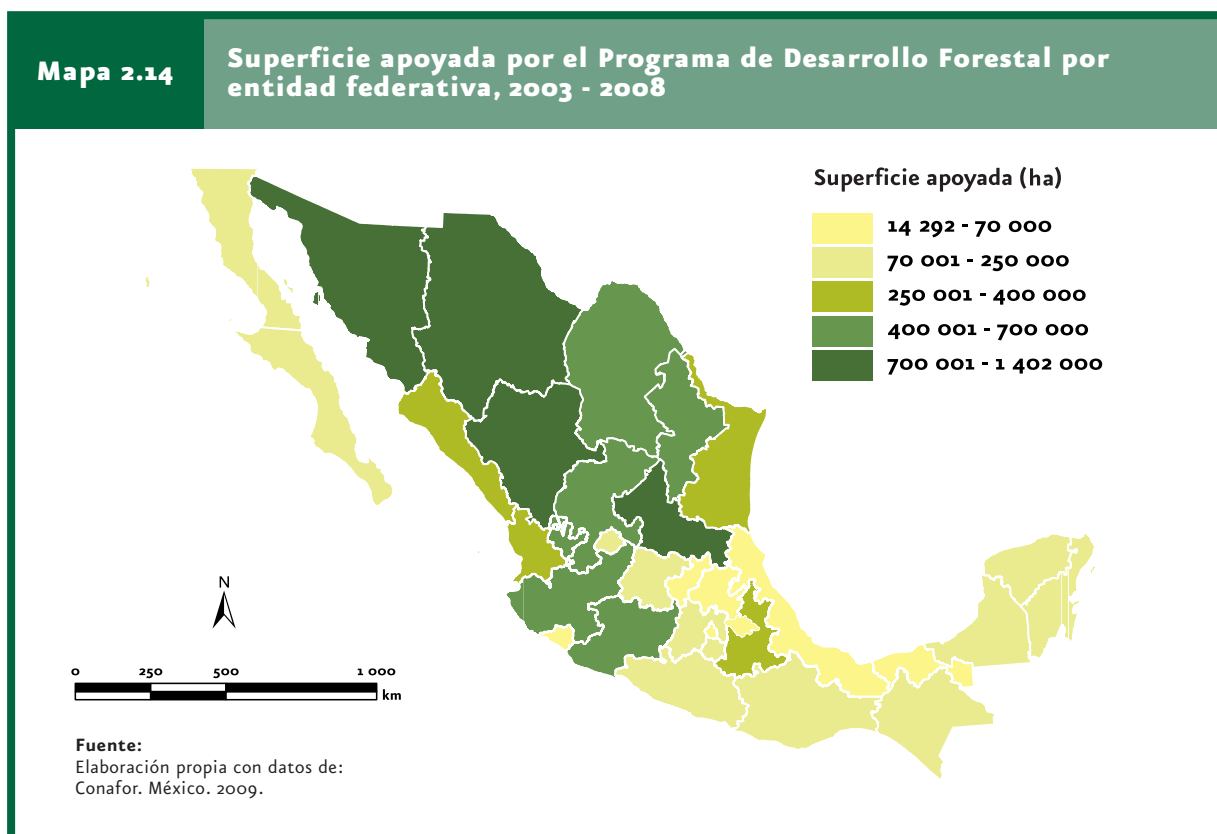 Mapa 2.14
Superficie apoyada por el Programa de Desarrollo Forestal por
entidad federativa, 2003 - 2008
Superficie apoyada (ha)
14 292 - 70 000
70 001 - 250 000
250 001 - 400 000
400 001 - 700 000
700 001 - 1 402 000
N
0 250 500 1 000
km
Fuente:
Elaboración propia con datos de:
Conafor. México. 2009.